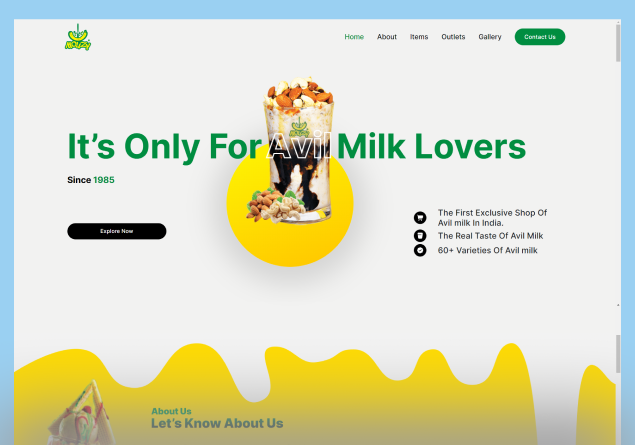 Home About Items Outlets Gallery Contact Us
It's Only For Avil Milk Lovers
Since 1985
Explore Now
The First Exclusive Shop Of
Avil milk In India.
The Real Taste Of Avil Milk
60+ Varieties Of Avil milk
About Us
Let's Know About Us